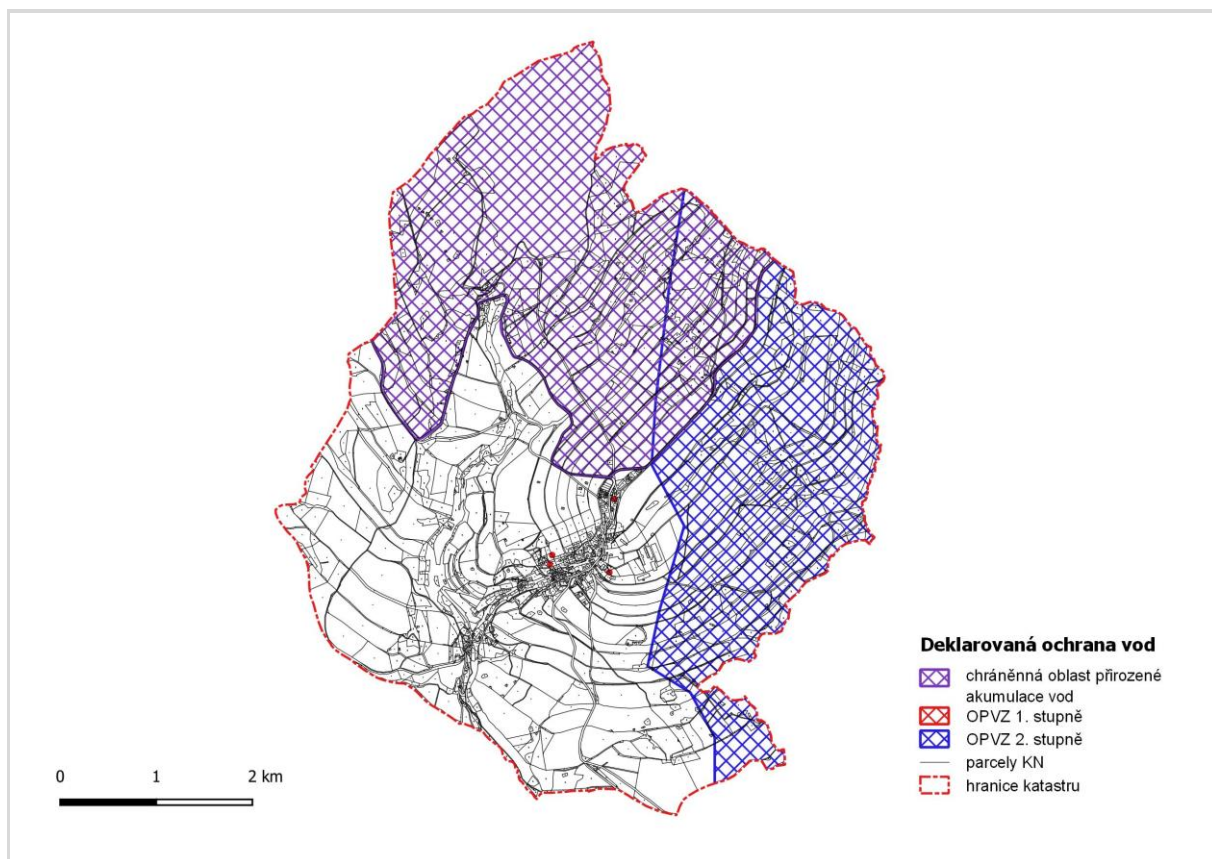 Deklarovaná ochrana vod
chráněnná oblast přirozené
akumulace vod
OPVZ 1. stupně
OPVZ 2. stupně
parcely KN
hranice katastru
0 1 2 km